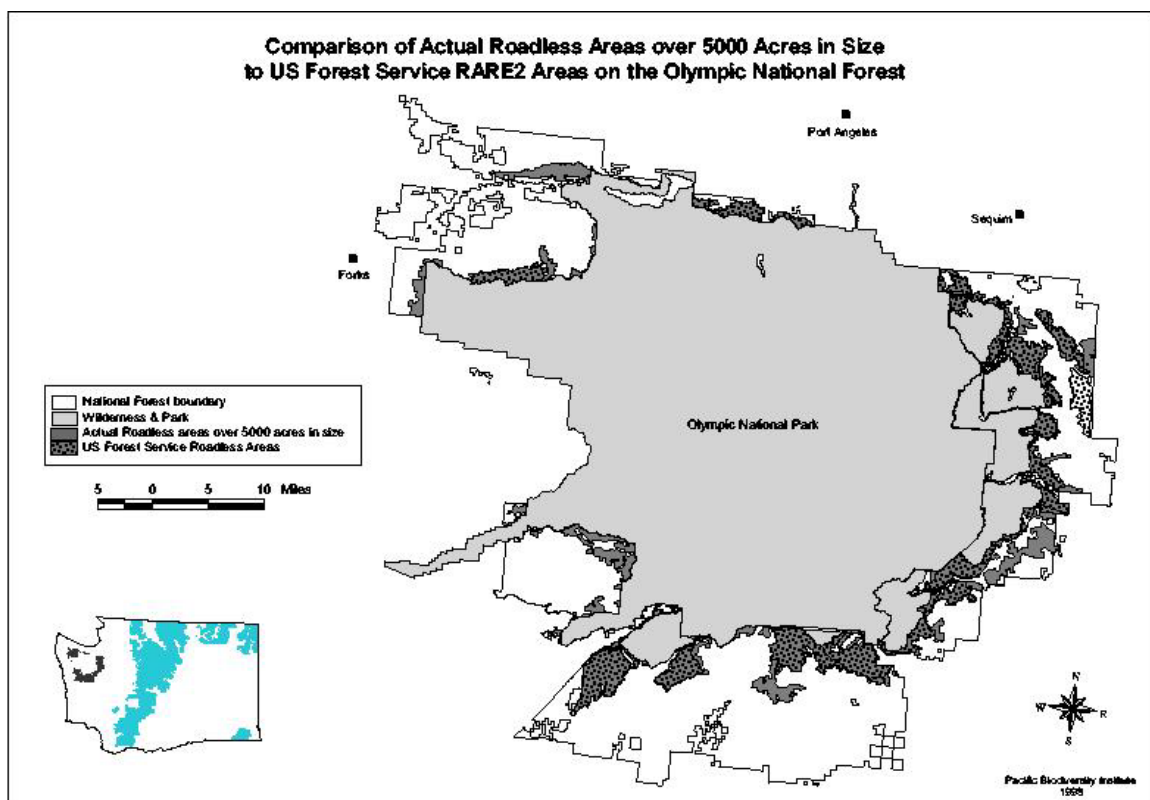 Comparison of Actual Roadless Areas over 5000 Acres in Size
to US Forest Service RARE2 Areas on the Olympic National Forest
Port Angeles
Sequim
Forks
National Forest boundary
Wilderness & Park
Actual Roadless areas over 5000 acres in size
US Forest Service Roadless Areas
Olympic National Park
5 0 5 10 Miles
N
W E
S
Pacific Biodiversity Institute
1998